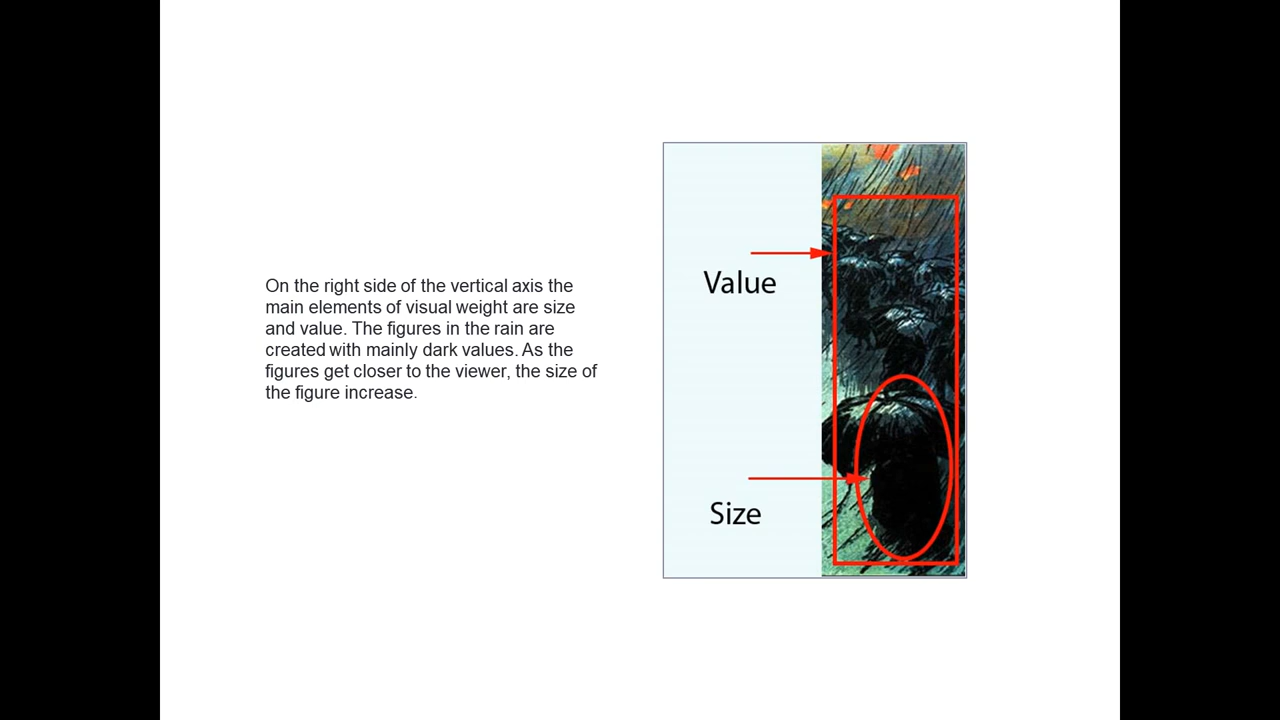 On the right side of the vertical axis the
main elements of visual weight are size
and value. The figures in the rain are
created with mainly dark values. As the
figures get closer to the viewer, the size of
the figure increase.
Value
Size